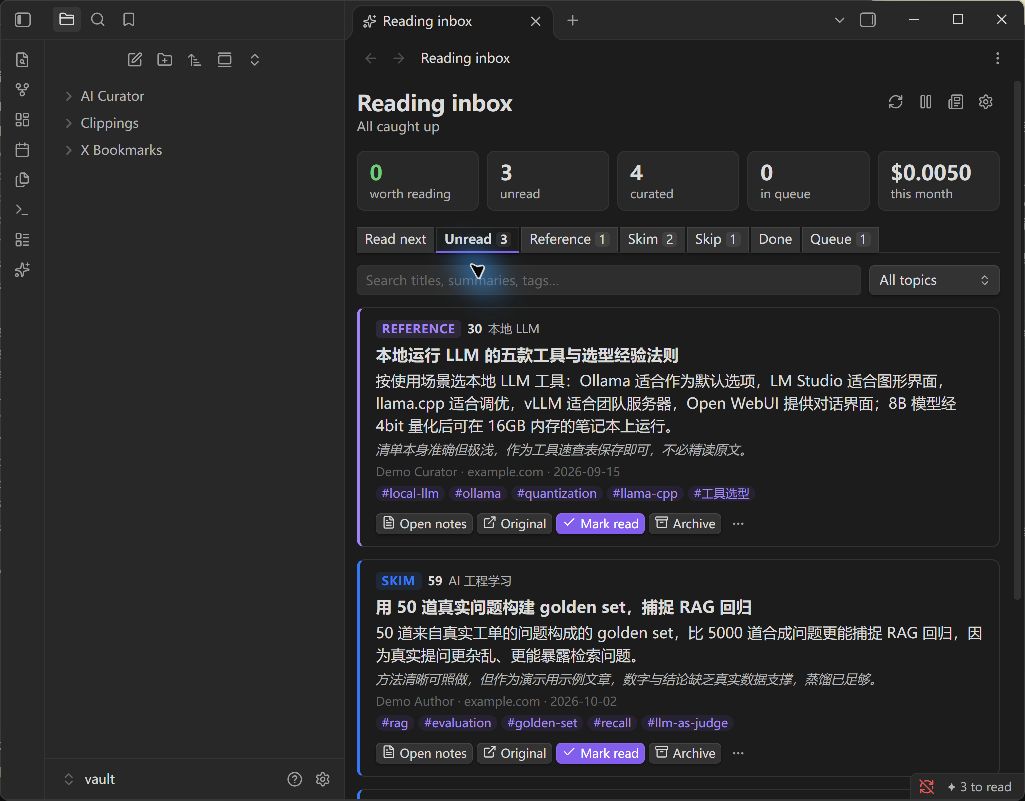 Reading inbox
Reading inbox
AI Curator
Clippings
X Bookmarks
Reading inbox
All caught up
0
worth reading
3
unread
4
curated
0
in queue
$0.0050
this month
Read next
Unread 3
Reference 1
Skim 2
Skip 1
Done
Queue 1
Search titles, summaries, tags...
All topics
REFERENCE 30 本地 LLM
本地运行 LLM 的五款工具与选型经验法则
按使用场景选本地 LLM 工具：Ollama 适合作为默认选项，LM Studio 适合图形界面，
llama.cpp 适合调优，vLLM 适合团队服务器，Open WebUI 提供对话界面；8B 模型经
4bit 量化后可在 16GB 内存的笔记本上运行。
清单本身准确但极浅，作为工具速查表保存即可，不必精读原文。
Demo Curator · example.com · 2026-09-15
#local-llm #ollama #quantization #llama-cpp #工具选型
Open notes Original Mark read Archive
SKIM 59 AI 工程学习
用 50 道真实问题构建 golden set，捕捉 RAG 回归
50 道来自真实工单的问题构成的 golden set，比 5000 道合成问题更能捕捉 RAG 回归，因
为真实提问更杂乱、更能暴露检索问题。
方法清晰可照做，但作为演示用示例文章，数字与结论缺乏真实数据支撑，蒸馏已足够。
Demo Author · example.com · 2026-10-02
#rag #evaluation #golden-set #recall #llm-as-judge
Open notes Original Mark read Archive
vault
3 to read